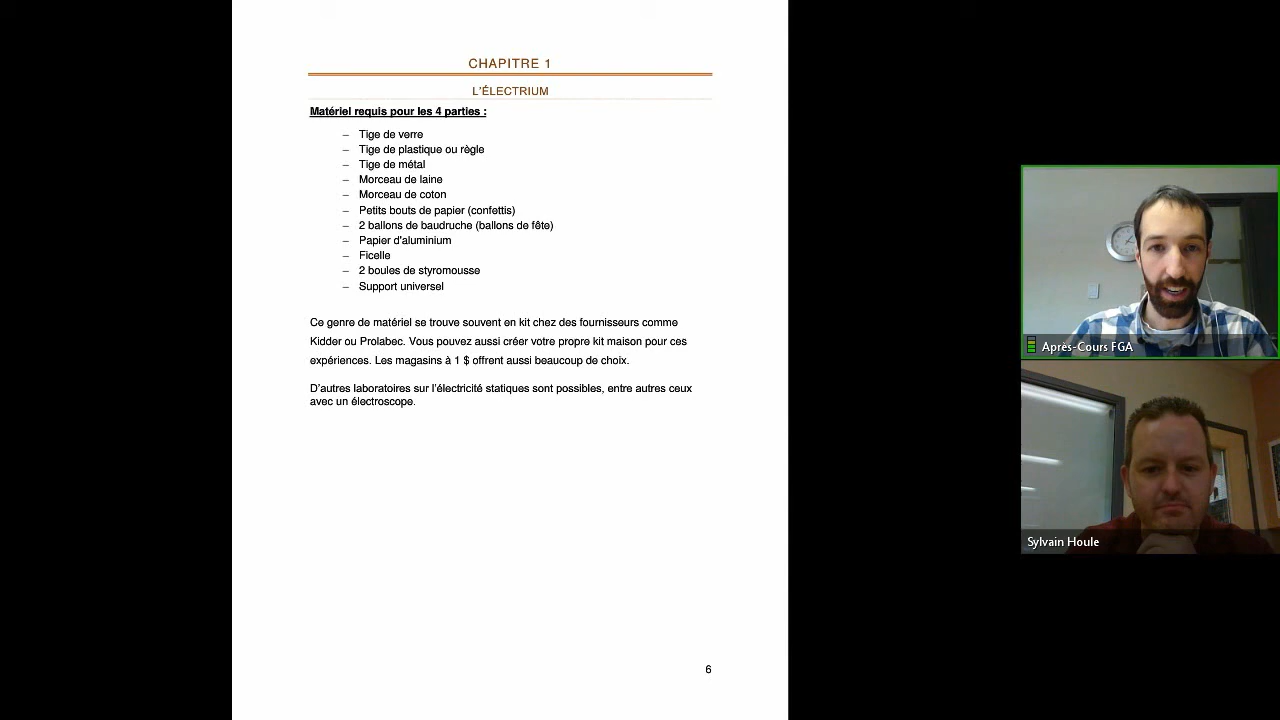 CHAPITRE 1
L'ÉLECTRIUM
Matériel requis pour les 4 parties :
– Tige de verre
– Tige de plastique ou règle
– Tige de métal
– Morceau de laine
– Morceau de coton
– Petits bouts de papier (confettis)
– 2 ballons de baudruche (ballons de fête)
– Papier d'aluminium
– Ficelle
– 2 boules de styromousse
– Support universel
Ce genre de matériel se trouve souvent en kit chez des fournisseurs comme
Kidder ou Prolabec. Vous pouvez aussi créer votre propre kit maison pour ces
expériences. Les magasins à 1 $ offrent aussi beaucoup de choix.
D'autres laboratoires sur l'électricité statiques sont possibles, entre autres ceux
avec un électroscope.
6
Après-Cours FGA
Sylvain Houle